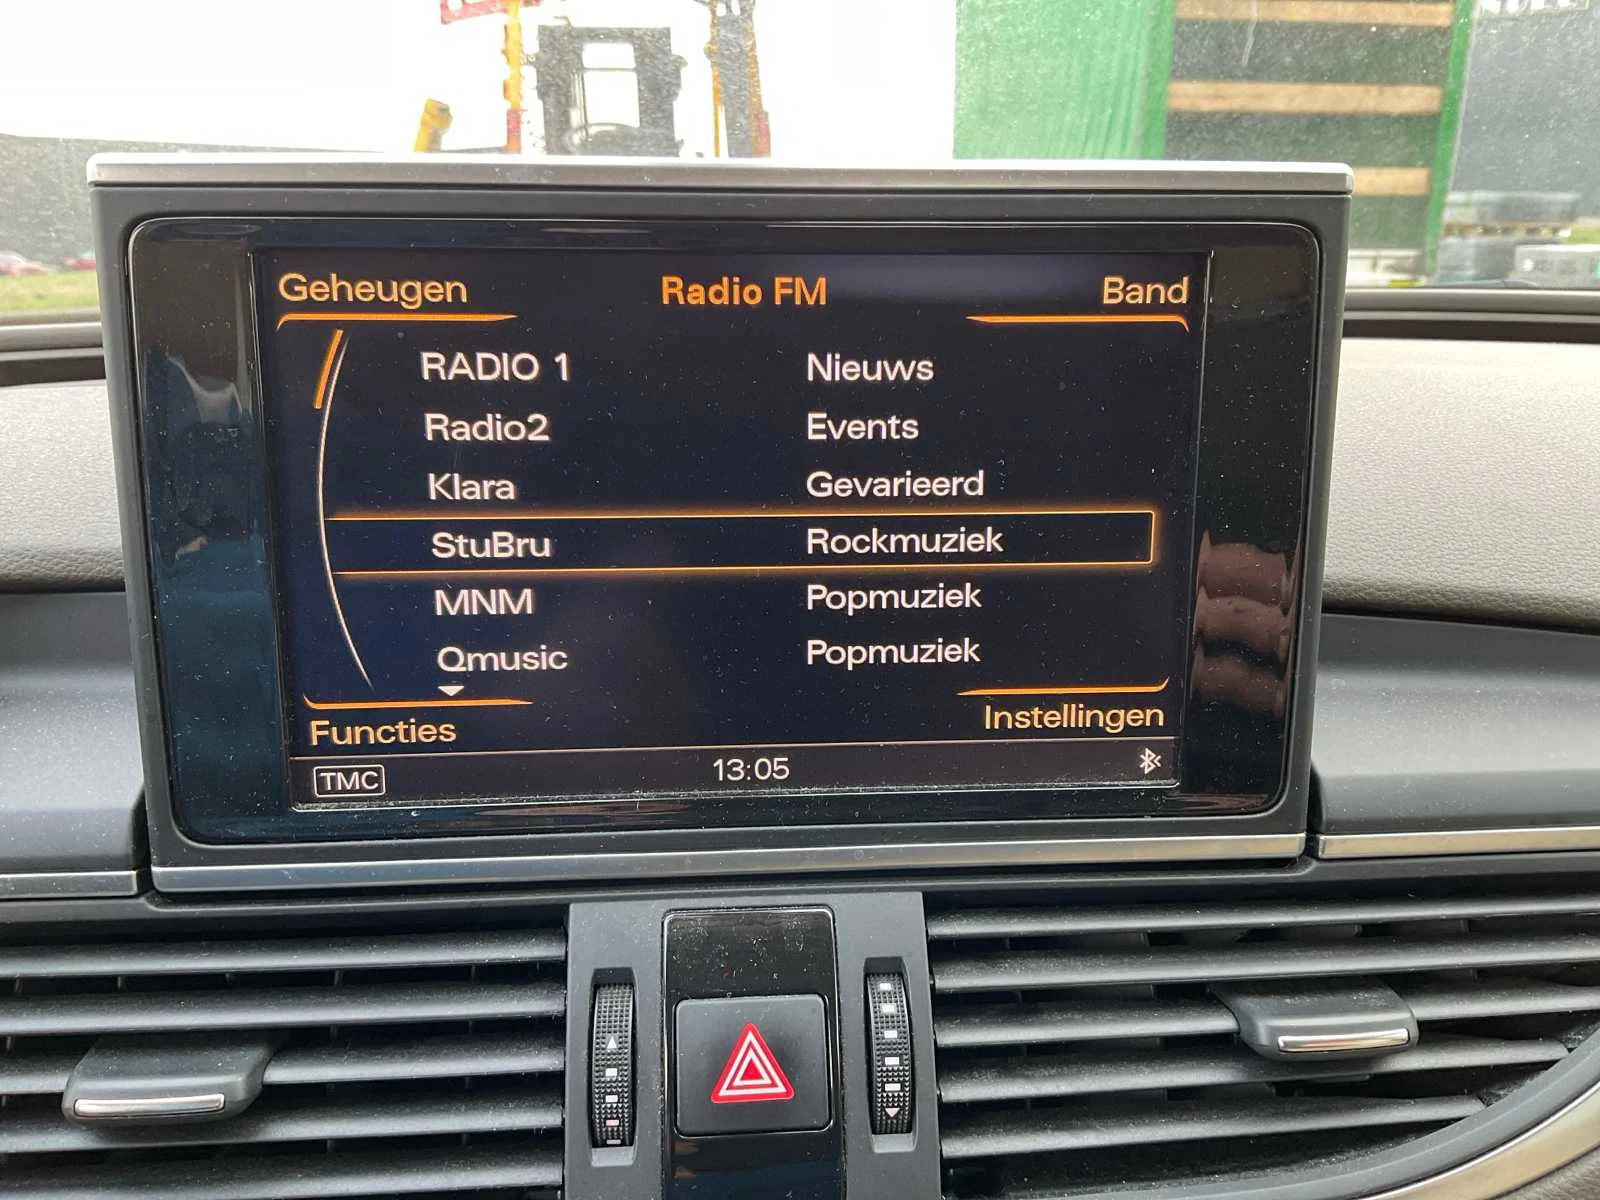 Geheugen Radio FM Band
RADIO 1 Nieuws
Radio2 Events
Klara Gevarieerd
StuBru Rockmuziek
MNM Popmuziek
Qmusic Popmuziek
Functies Instellingen
TMC 13:05